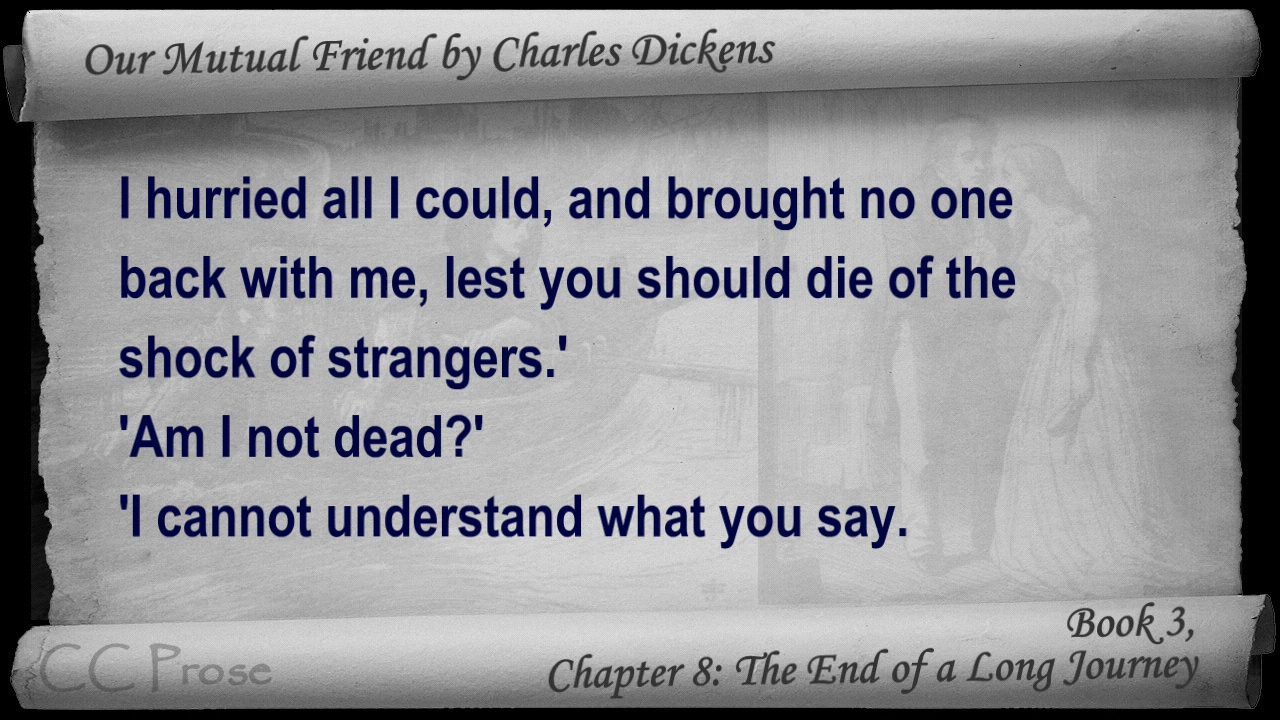 Our Mutual Friend by Charles Dickens
I hurried all I could, and brought no one
back with me, lest you should die of the
shock of strangers.'
'Am I not dead?'
'I cannot understand what you say.
Book 3,
CC Prose
Chapter 8: The End of a Long Journey